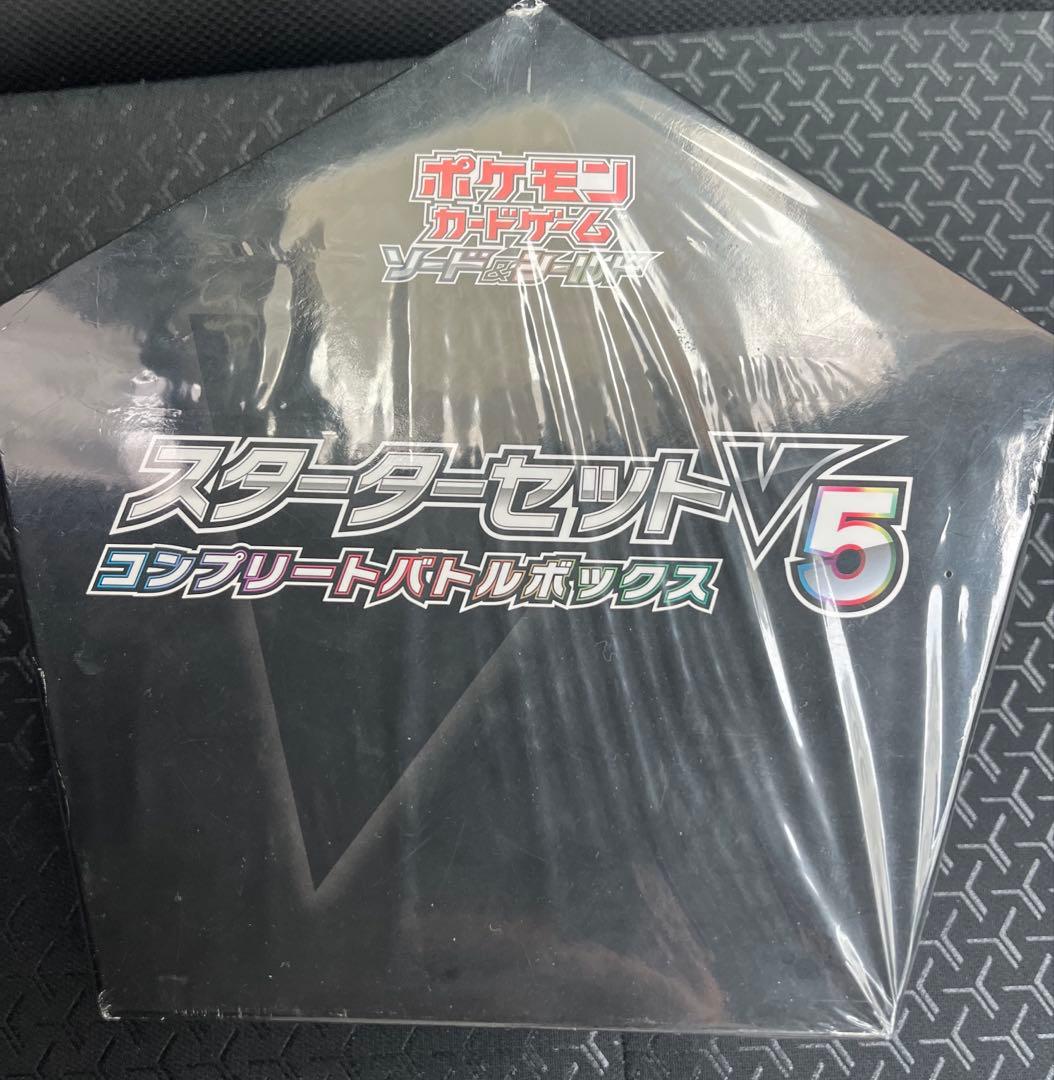 ポケモン
カードゲーム
ソード&シールド
スターターセットV
5
コンプリートバトルボックス